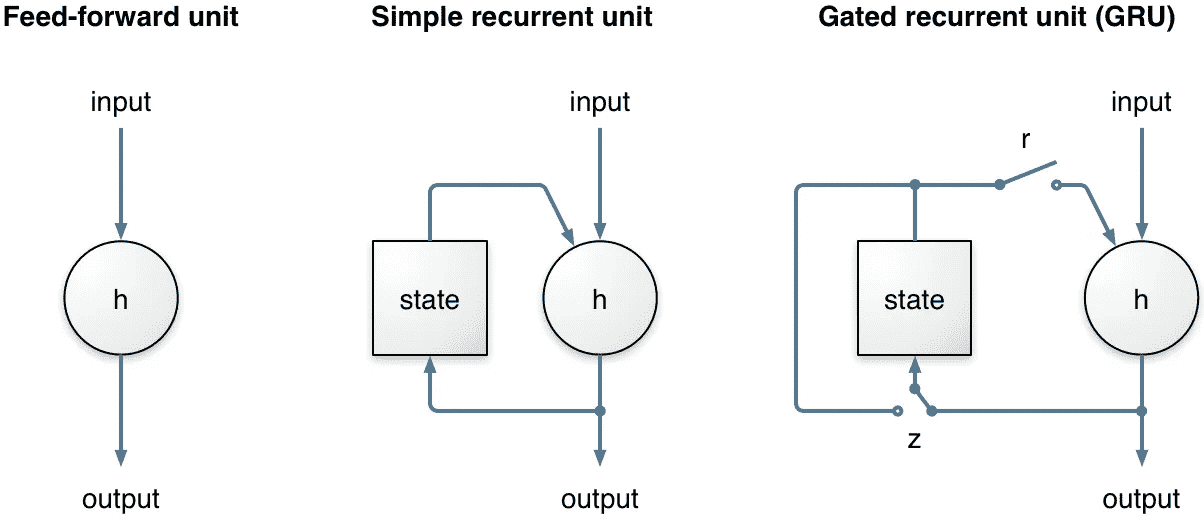 Feed-forward unit
input
h
output
Simple recurrent unit
input
state
h
output
Gated recurrent unit (GRU)
input
r
state
h
z
output